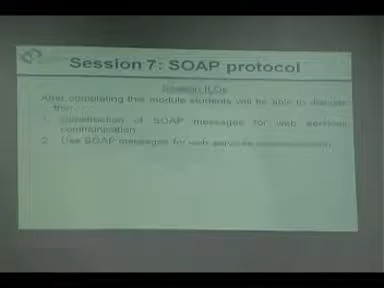 Session 7: SOAP protocol
Session ILOs
After completing this module students will be able to discuss
the:
1. Construction of SOAP messages for web services
communication
2. Use SOAP messages for web services communication